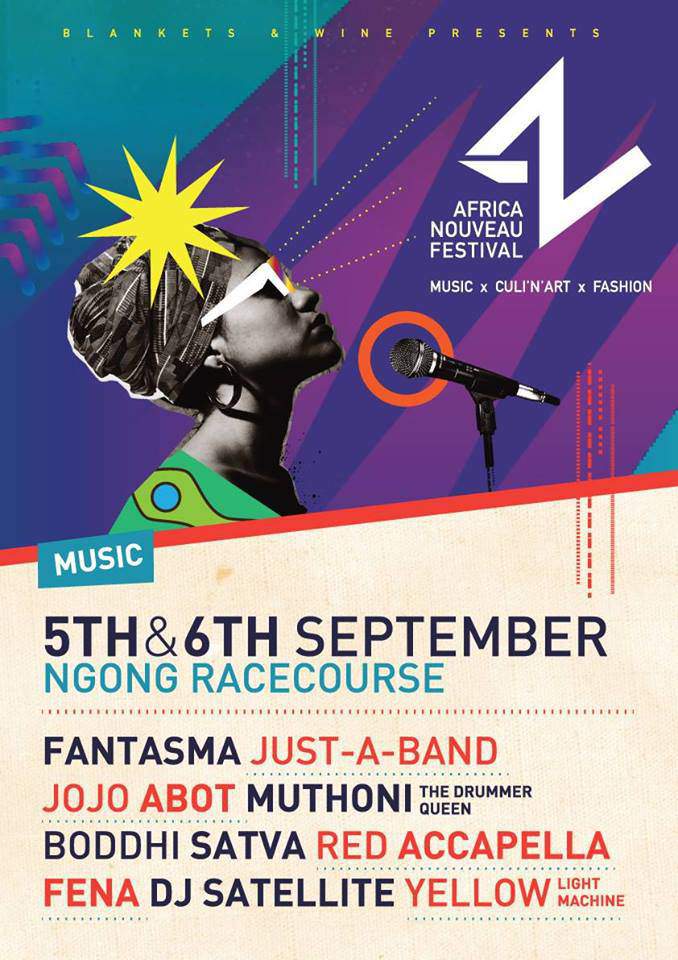 BLANKETS & WINE PRESENTS
AFRICA
NOUVEAU
FESTIVAL
MUSIC x CULI'N'ART x FASHION
MUSIC
5TH&6TH SEPTEMBER
NGONG RACECOURSE
FANTASMA JUST-A-BAND
JOJO ABOT MUTHONI THE DRUMMER QUEEN
BODDHI SATVA RED ACCAPELLA
FENA DJ SATELLITE YELLOW LIGHT MACHINE